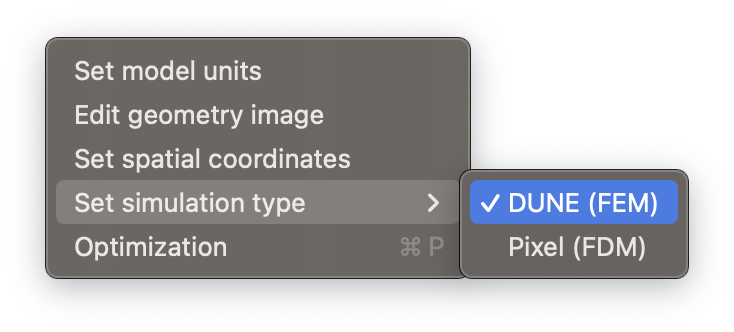 Set model units
Edit geometry image
Set spatial coordinates
Set simulation type
Optimization ⌘ P
✓ DUNE (FEM)
Pixel (FDM)